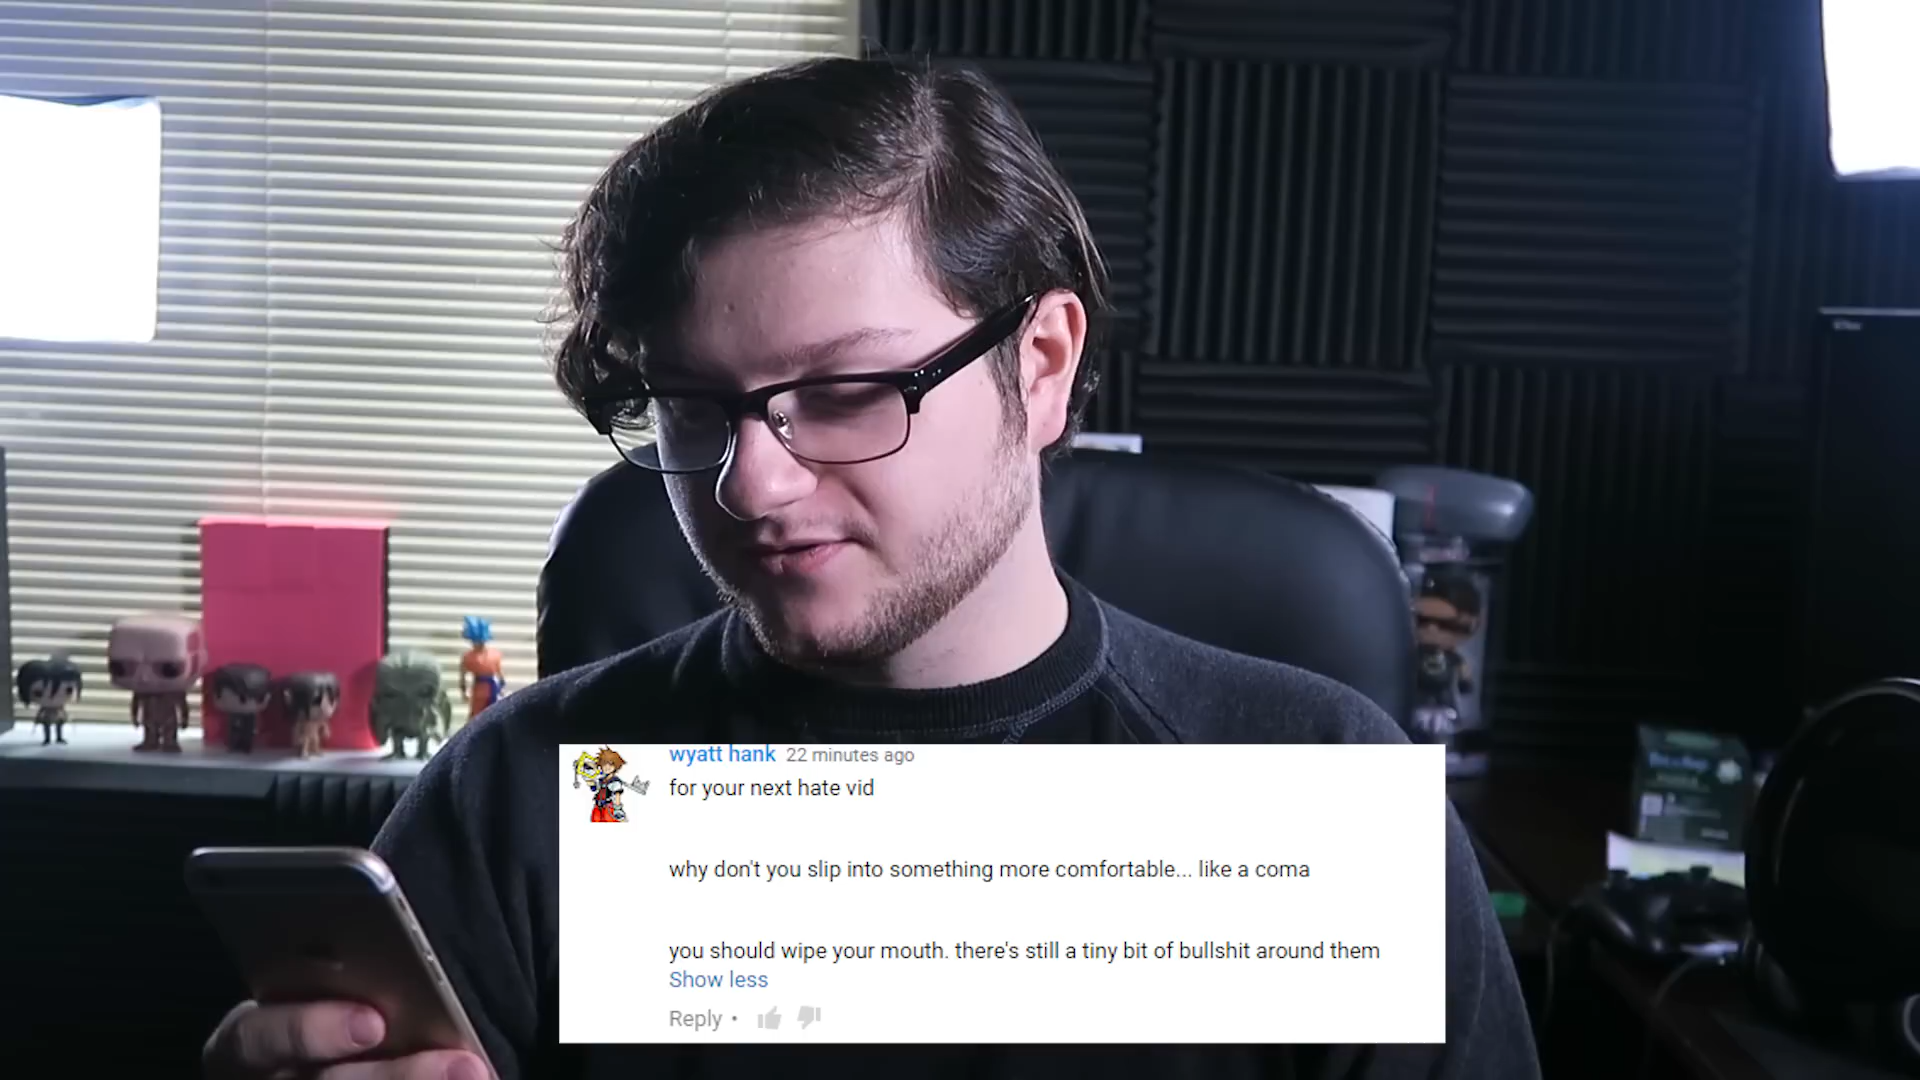 wyatt hank 22 minutes ago
for your next hate vid
why don't you slip into something more comfortable... like a coma
you should wipe your mouth. there's still a tiny bit of bullshit around them
Show less
Reply •